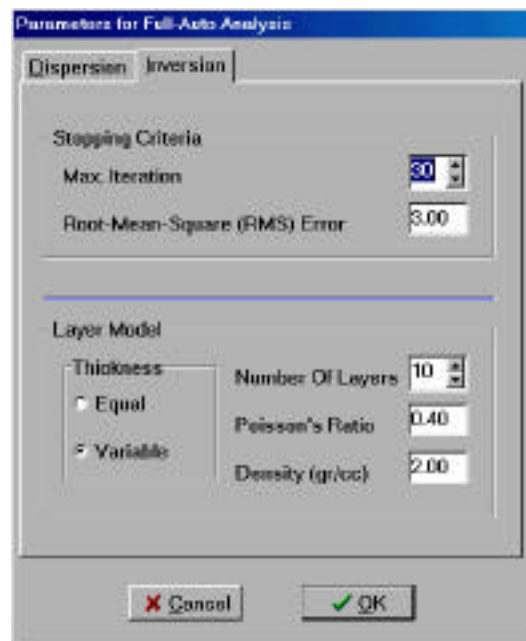 Parameters for Full-Auto Analysis
Dispersion Inversion
Stopping Criteria
Max. Iteration 30
Root-Mean-Square (RMS) Error 3.00
Layer Model
Thickness
Number Of Layers 10
Equal
Poisson's Ratio 0.40
Variable
Density (gr/cc) 2.00
Cancel OK